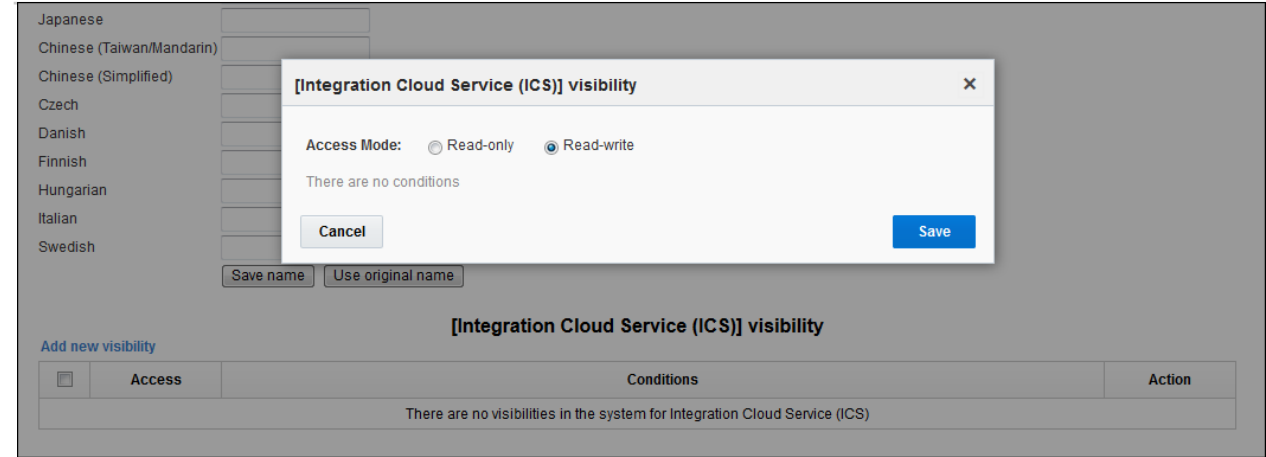 Japanese
Chinese (Taiwan/Mandarin)
Chinese (Simplified)
Czech
Danish
Finnish
Hungarian
Italian
Swedish
[Integration Cloud Service (ICS)] visibility ×
Access Mode: Read-only Read-write
There are no conditions
Cancel Save
Save name Use original name
[Integration Cloud Service (ICS)] visibility
Add new visibility
Access Conditions Action
There are no visibilities in the system for Integration Cloud Service (ICS)